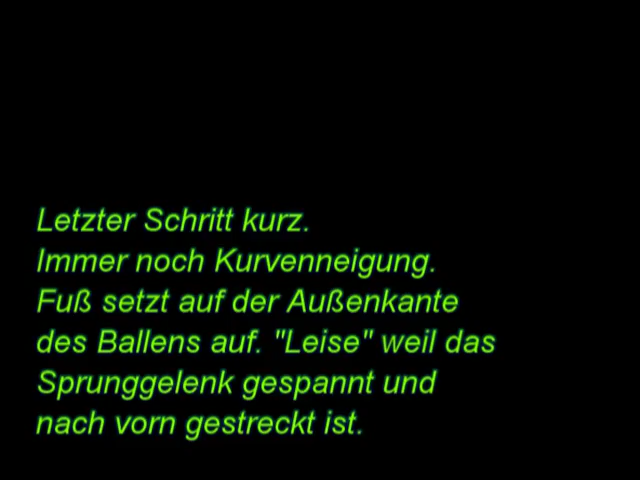 Letzter Schritt kurz.
Immer noch Kurvenneigung.
Fuß setzt auf der Außenkante
des Ballens auf. "Leise" weil das
Sprunggelenk gespannt und
nach vorn gestreckt ist.